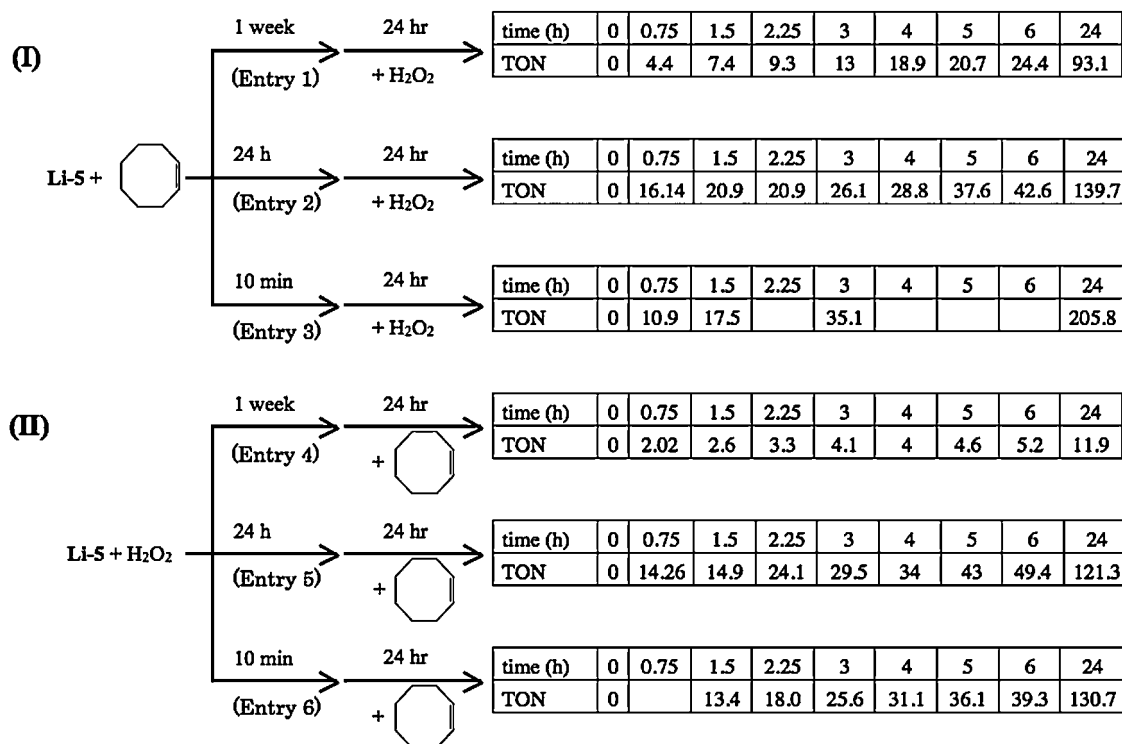 (I)
Li-5 +
1 week
(Entry 1)
24 hr
+ H₂O₂
time (h) 0 0.75 1.5 2.25 3 4 5 6 24
TON 0 4.4 7.4 9.3 13 18.9 20.7 24.4 93.1
24 h
(Entry 2)
24 hr
+ H₂O₂
time (h) 0 0.75 1.5 2.25 3 4 5 6 24
TON 0 16.14 20.9 20.9 26.1 28.8 37.6 42.6 139.7
10 min
(Entry 3)
24 hr
+ H₂O₂
time (h) 0 0.75 1.5 2.25 3 4 5 6 24
TON 0 10.9 17.5 35.1 205.8
(II)
Li-5 + H₂O₂
1 week
(Entry 4)
24 hr
+
time (h) 0 0.75 1.5 2.25 3 4 5 6 24
TON 0 2.02 2.6 3.3 4.1 4 4.6 5.2 11.9
24 h
(Entry 5)
24 hr
+
time (h) 0 0.75 1.5 2.25 3 4 5 6 24
TON 0 14.26 14.9 24.1 29.5 34 43 49.4 121.3
10 min
(Entry 6)
24 hr
+
time (h) 0 0.75 1.5 2.25 3 4 5 6 24
TON 0 13.4 18.0 25.6 31.1 36.1 39.3 130.7